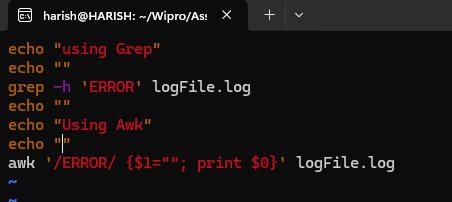 harish@HARISH: ~/Wipro/Ass
echo "using Grep"
echo ""
grep -h 'ERROR' logFile.log
echo ""
echo "Using Awk"
echo ""
awk '/ERROR/ {$1=""; print $0}' logFile.log
~
~